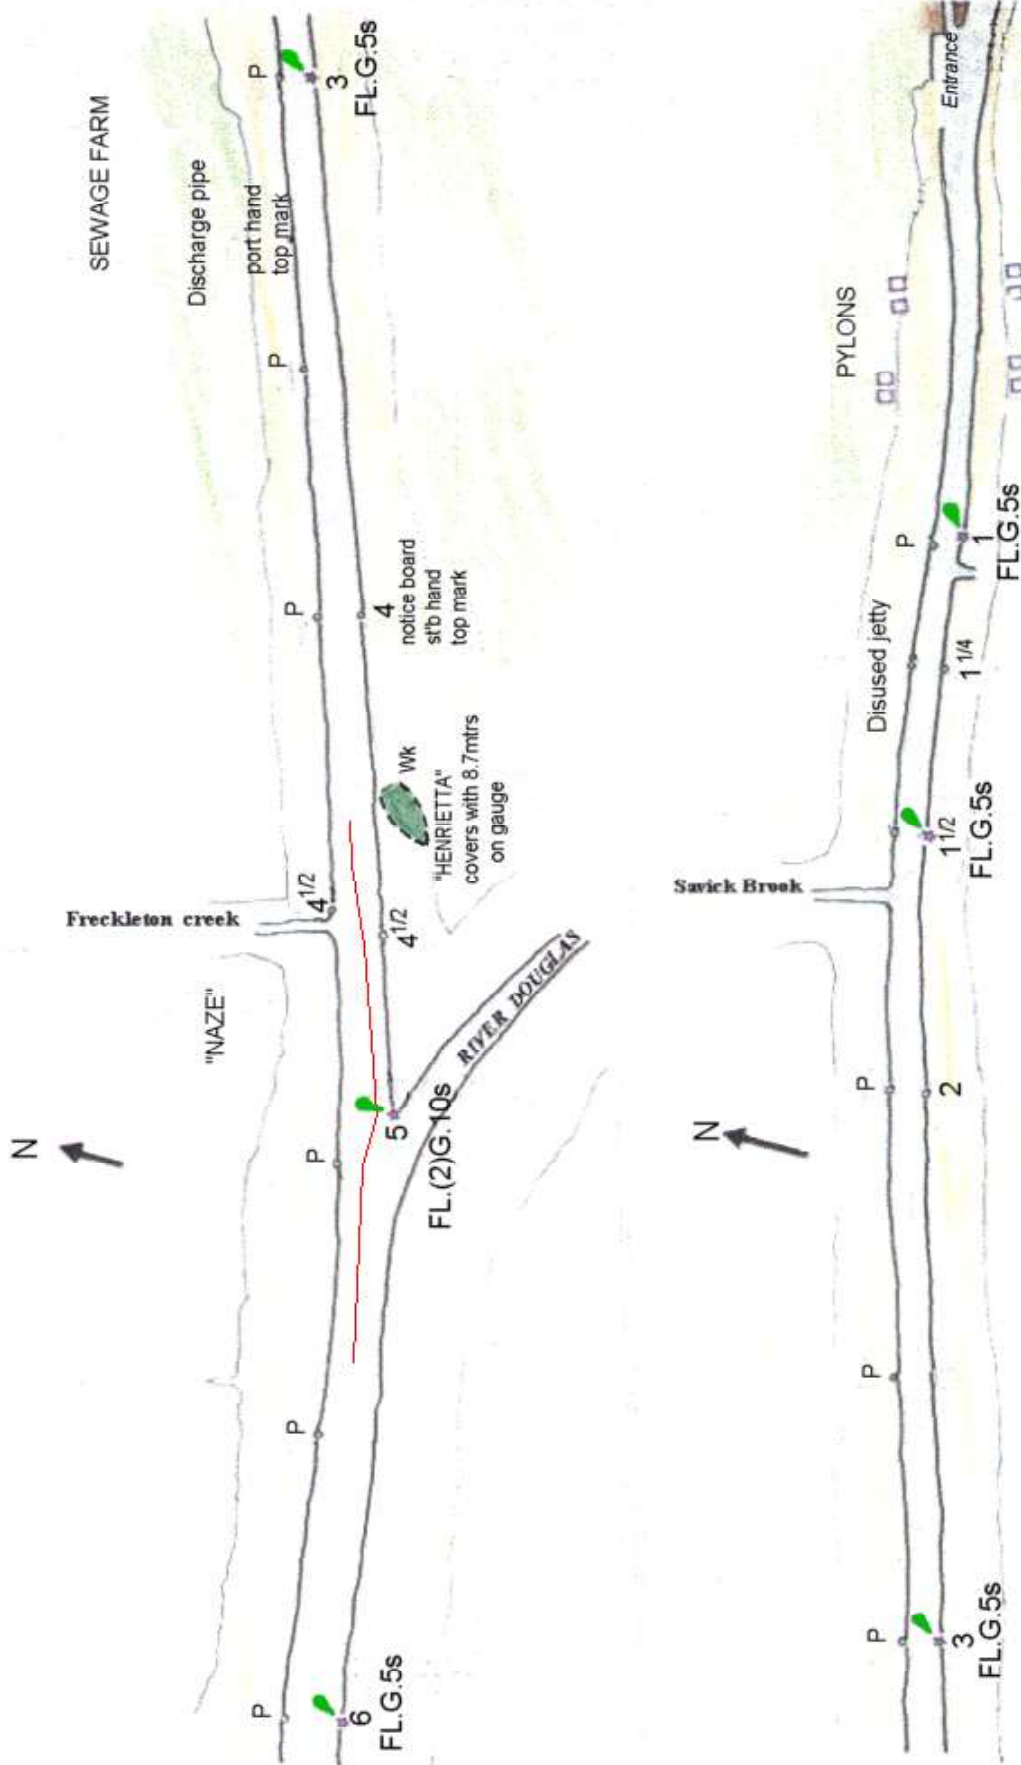 SEWAGE FARM
Discharge pipe
port hand
top mark
P
P
P
P
P
P
3
FL.G.5s
4
notice board
st'b hand
top mark
Wk
"HENRIETTA"
covers with 8.7mtrs
on gauge
4 1/2
4 1/2
Freckleton creek
"NAZE"
N
RIVER DOUGLAS
5
FL.(2)G.10s
6
FL.G.5s
Entrance
PYLONS
P
1
FL.G.5s
Disused jetty
1 1/4
1 1/2
FL.G.5s
Savick Brook
N
P
2
P
P
3
FL.G.5s